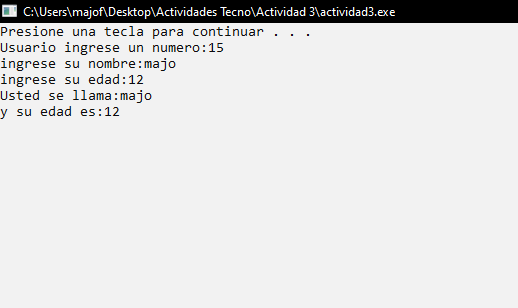 C:\Users\majof\Desktop\Actividades Tecno\Actividad 3\actividad3.exe
Presione una tecla para continuar . . .
Usuario ingrese un numero:15
ingrese su nombre:majo
ingrese su edad:12
Usted se llama:majo
y su edad es:12